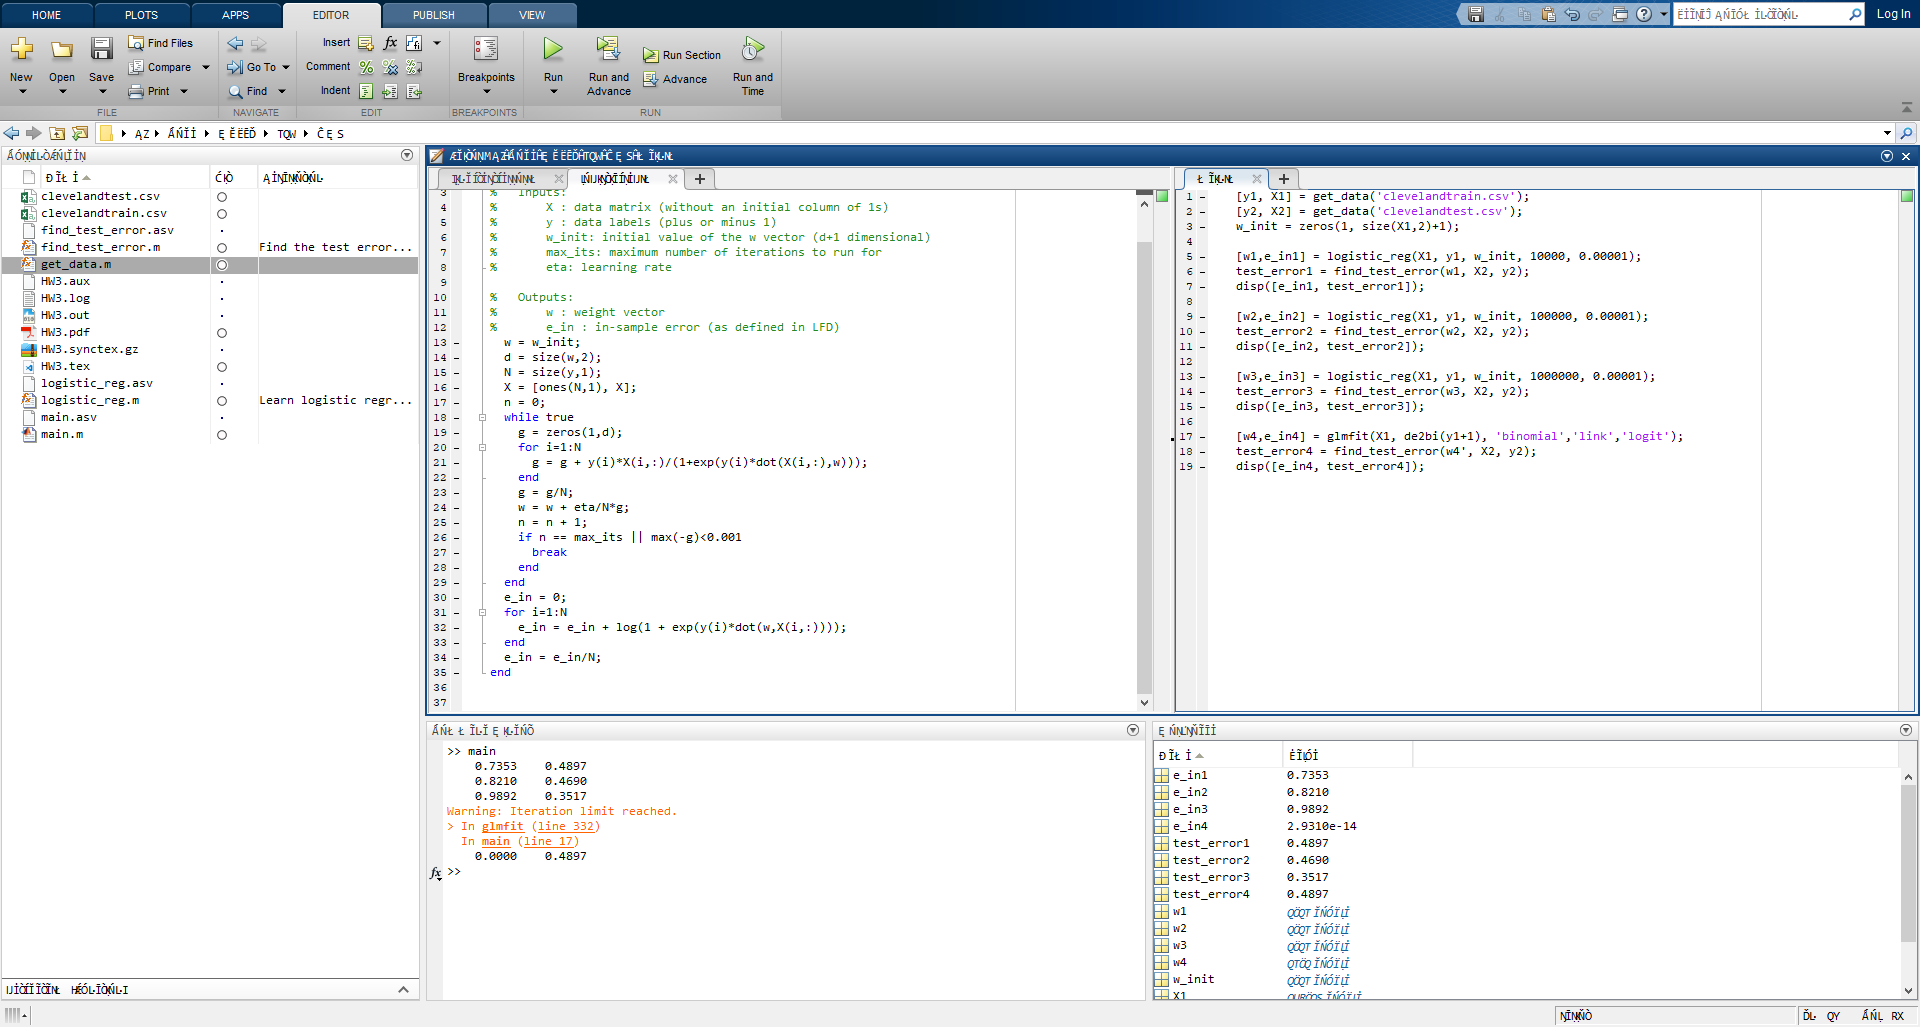 HOME PLOTS APPS EDITOR PUBLISH VIEW
Log In
New
Open
Save
Find Files
Compare
Print
Go To
Find
Insert
Comment
Indent
Breakpoints
Run
Run and Advance
Run Section
Advance
Run and Time
FILE NAVIGATE EDIT BREAKPOINTS RUN
clevelandtest.csv
clevelandtrain.csv
find_test_error.asv
find_test_error.m Find the test error...
get_data.m
HW3.aux
HW3.log
HW3.out
HW3.pdf
HW3.synctex.gz
HW3.tex
logistic_reg.asv
logistic_reg.m Learn logistic regr...
main.asv
main.m
3 % Inputs:
4 % X : data matrix (without an initial column of 1s)
5 % y : data labels (plus or minus 1)
6 % w_init: initial value of the w vector (d+1 dimensional)
7 % max_its: maximum number of iterations to run for
8 % eta: learning rate
9
10 % Outputs:
11 % w : weight vector
12 % e_in : in-sample error (as defined in LFD)
13 w = w_init;
14 d = size(w,2);
15 N = size(y,1);
16 X = [ones(N,1), X];
17 n = 0;
18 while true
19 g = zeros(1,d);
20 for i=1:N
21 g = g + y(i)*X(i,:)/(1+exp(y(i)*dot(X(i,:),w)));
22 end
23 g = g/N;
24 w = w + eta/N*g;
25 n = n + 1;
26 if n == max_its || max(-g)<0.001
27 break
28 end
29 end
30 e_in = 0;
31 for i=1:N
32 e_in = e_in + log(1 + exp(y(i)*dot(w,X(i,:))));
33 end
34 e_in = e_in/N;
35 end
36
37
1 [y1, X1] = get_data('clevelandtrain.csv');
2 [y2, X2] = get_data('clevelandtest.csv');
3 w_init = zeros(1, size(X1,2)+1);
4
5 [w1,e_in1] = logistic_reg(X1, y1, w_init, 10000, 0.00001);
6 test_error1 = find_test_error(w1, X2, y2);
7 disp([e_in1, test_error1]);
8
9 [w2,e_in2] = logistic_reg(X1, y1, w_init, 100000, 0.00001);
10 test_error2 = find_test_error(w2, X2, y2);
11 disp([e_in2, test_error2]);
12
13 [w3,e_in3] = logistic_reg(X1, y1, w_init, 1000000, 0.00001);
14 test_error3 = find_test_error(w3, X2, y2);
15 disp([e_in3, test_error3]);
16
17 [w4,e_in4] = glmfit(X1, de2bi(y1+1), 'binomial','link','logit');
18 test_error4 = find_test_error(w4', X2, y2);
19 disp([e_in4, test_error4]);
>> main
0.7353 0.4897
0.8210 0.4690
0.9892 0.3517
Warning: Iteration limit reached.
> In glmfit (line 332)
In main (line 17)
0.0000 0.4897
fx >>
e_in1 0.7353
e_in2 0.8210
e_in3 0.9892
e_in4 2.9310e-14
test_error1 0.4897
test_error2 0.4690
test_error3 0.3517
test_error4 0.4897
w1
w2
w3
w4
w_init
X1